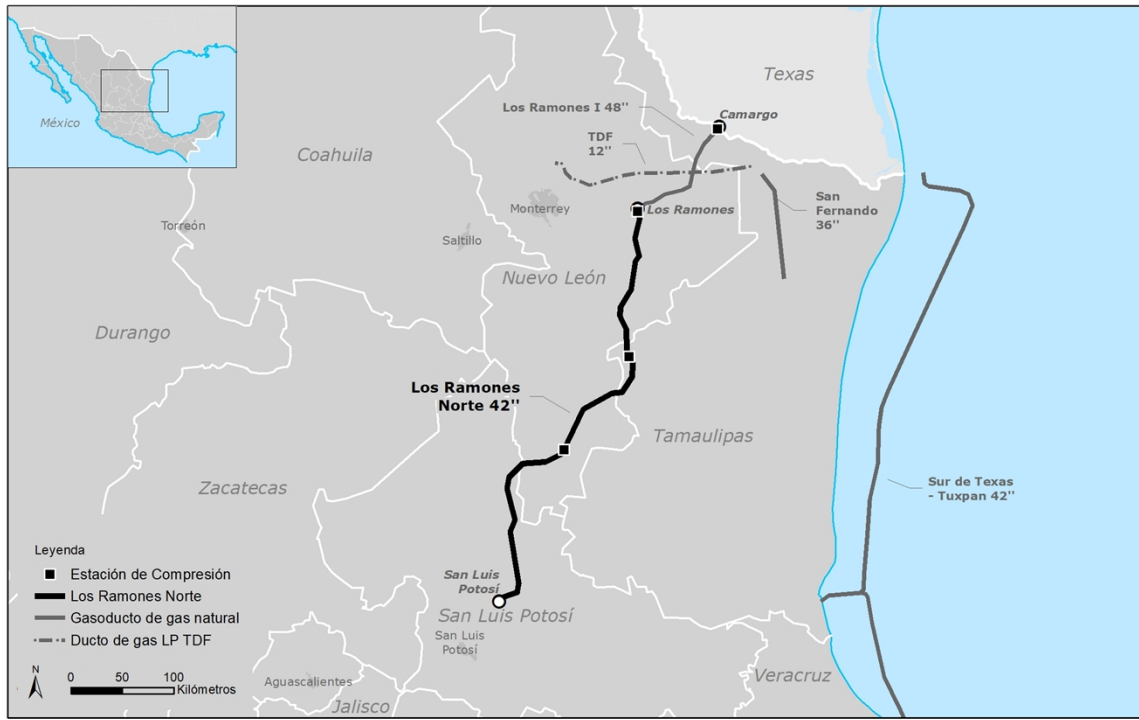 México
Texas
Los Ramones I 48''
Camargo
TDF
12''
Coahuila
San
Fernando
36''
Monterrey
Los Ramones
Torreón
Saltillo
Nuevo León
Durango
Los Ramones
Norte 42''
Tamaulipas
Zacatecas
Sur de Texas
- Tuxpan 42''
Leyenda
Estación de Compresión
Los Ramones Norte
Gasoducto de gas natural
Ducto de gas LP TDF
San Luis
Potosí
San Luis Potosí
San Luis
Potosí
N
0 50 100
Kilómetros
Aguascalientes
Jalisco
Veracruz